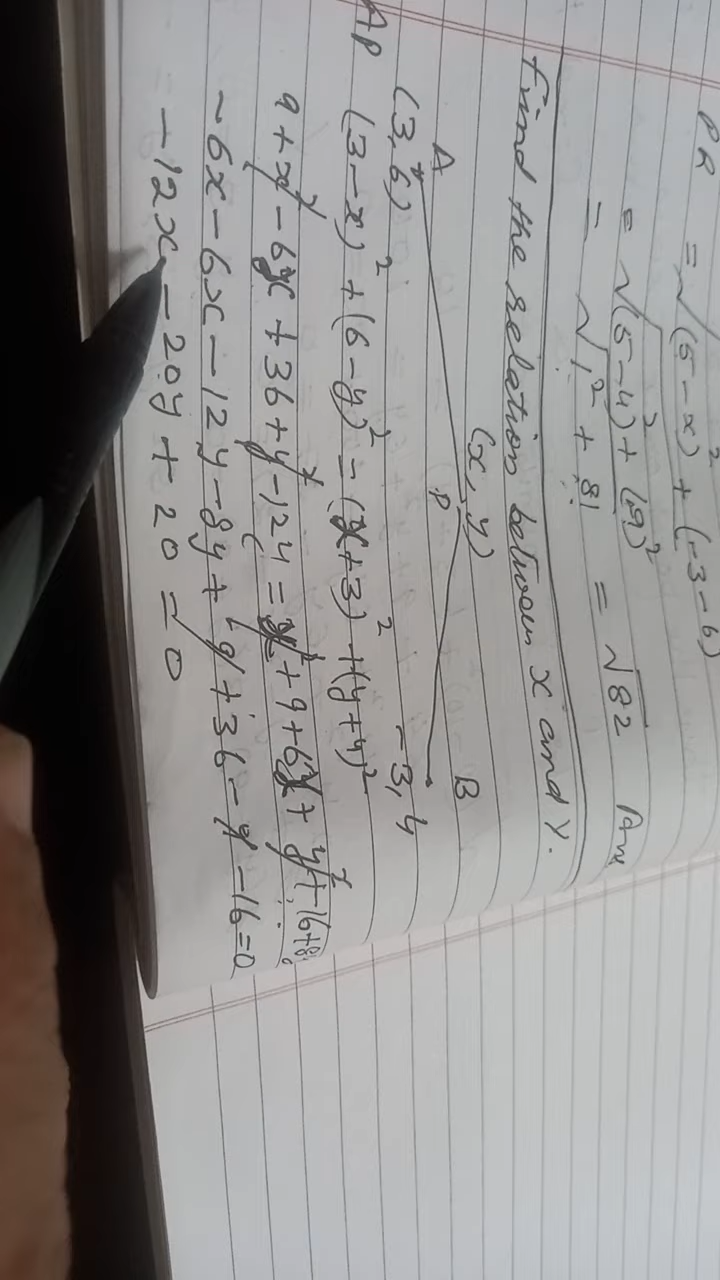 PR = √(5-x)² + (-3-6)
= √(5-4)² + (9)²
= √1² + 81 = √82 Ans
Find the relation between x and y.
(x, y)
A P B
(3, 6) -3, 4
AP (3-x)² + (6-y)² = (x+3)² + (y+4)²
9 + x² - 6x + 36 + y² - 12y = x² + 9 + 6x + y² + 16 + 8y
-6x - 6x - 12y - 8y + 9 + 36 - 9 - 16 = 0
-12x - 20y + 20 = 0